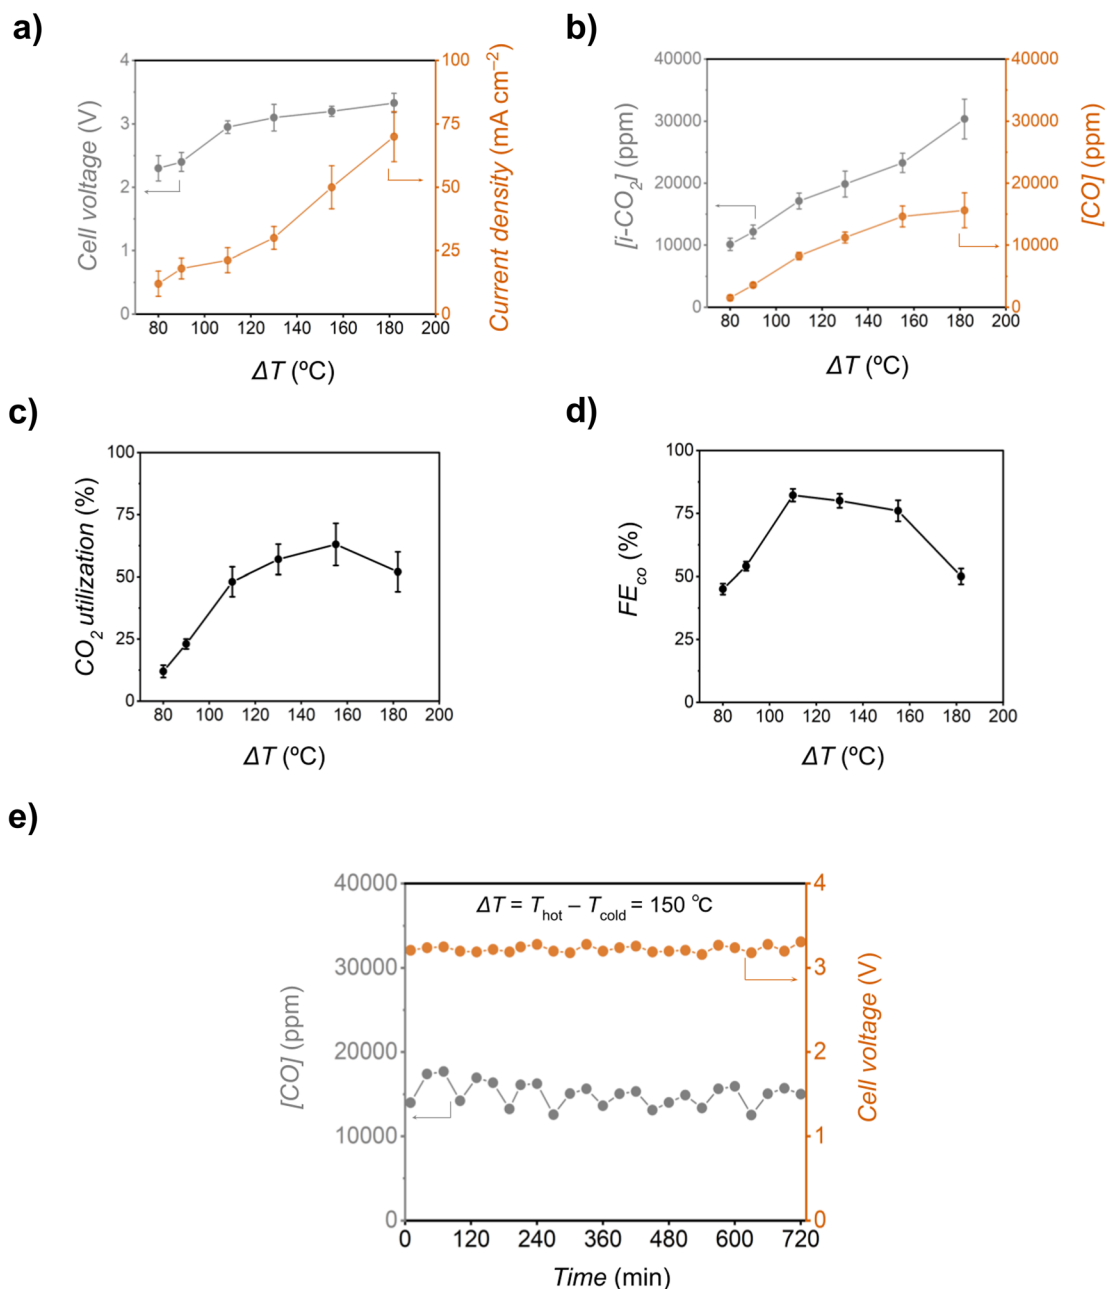 a)
4
3
2
1
0
Cell voltage (V)
100
75
50
25
0
Current density (mA cm⁻²)
80 100 120 140 160 180 200
ΔT (ºC)
b)
40000
30000
20000
10000
0
[i-CO₂] (ppm)
40000
30000
20000
10000
0
[CO] (ppm)
80 100 120 140 160 180 200
ΔT (ºC)
c)
100
75
50
25
0
CO₂ utilization (%)
80 100 120 140 160 180 200
ΔT (ºC)
d)
100
75
50
25
0
FE_co (%)
80 100 120 140 160 180 200
ΔT (ºC)
e)
ΔT = T_hot – T_cold = 150 °C
40000
30000
20000
10000
0
[CO] (ppm)
4
3
2
1
0
Cell voltage (V)
0 120 240 360 480 600 720
Time (min)